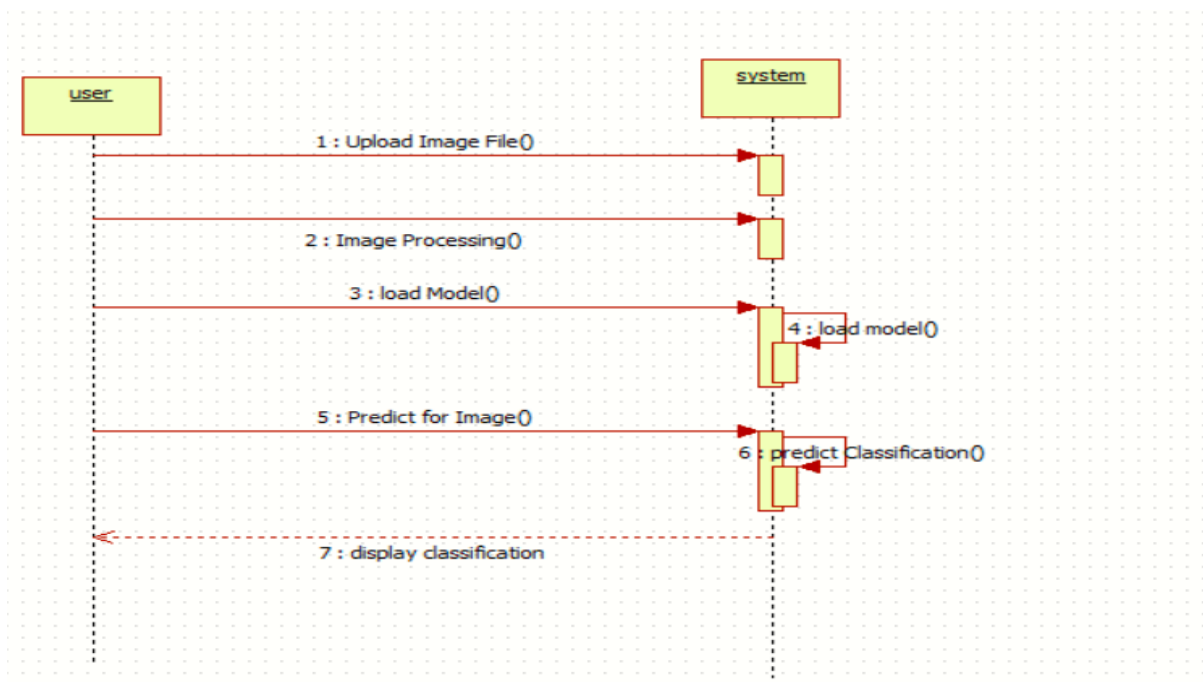 user
system
1 : Upload Image File()
2 : Image Processing()
3 : load Model()
4 : load model()
5 : Predict for Image()
6 : predict Classification()
7 : display classification